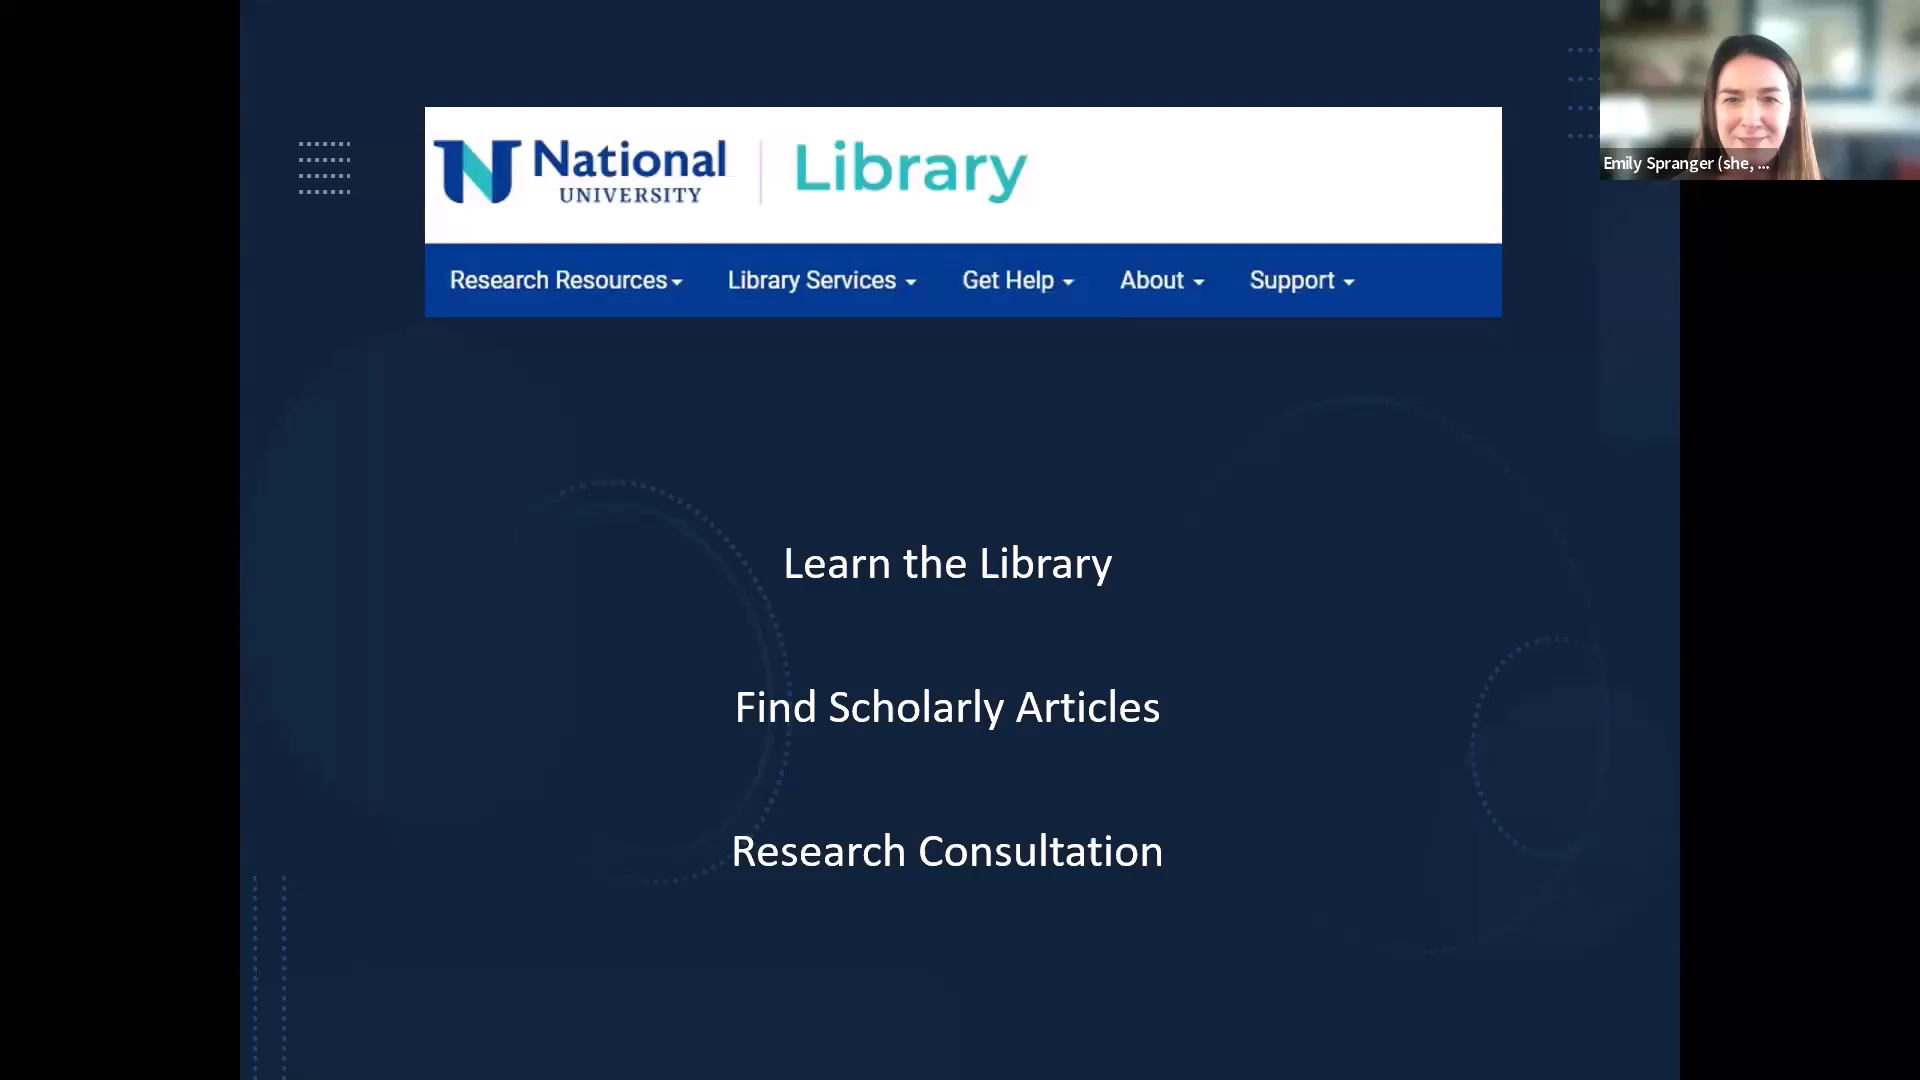 National
UNIVERSITY
Library
Research Resources
Library Services
Get Help
About
Support
Emily Spranger (she, ...
Learn the Library
Find Scholarly Articles
Research Consultation